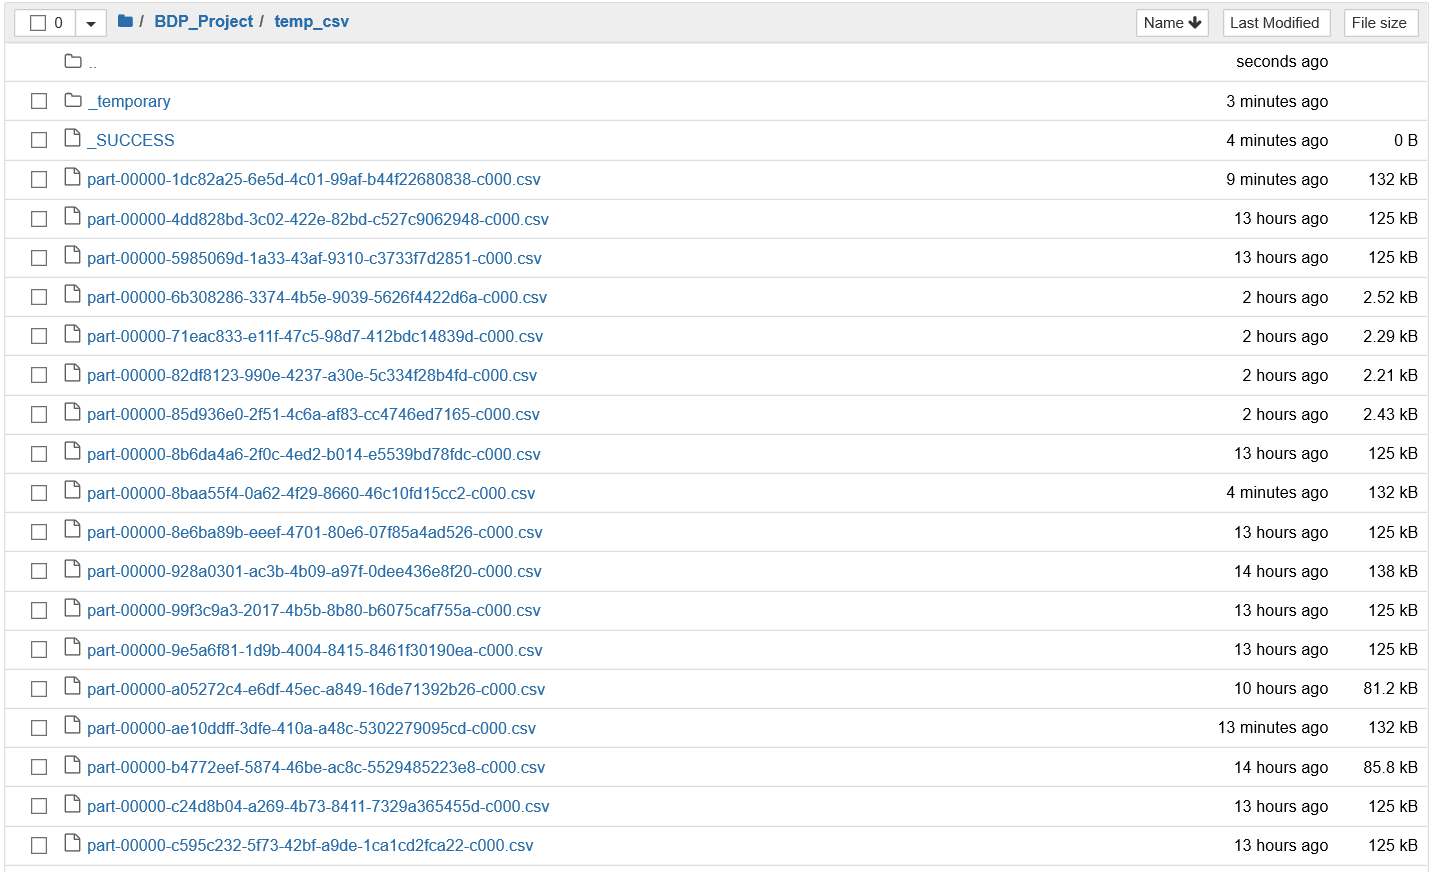 0 / BDP_Project / temp_csv Name Last Modified File size
.. seconds ago
_temporary 3 minutes ago
_SUCCESS 4 minutes ago 0 B
part-00000-1dc82a25-6e5d-4c01-99af-b44f22680838-c000.csv 9 minutes ago 132 kB
part-00000-4dd828bd-3c02-422e-82bd-c527c9062948-c000.csv 13 hours ago 125 kB
part-00000-5985069d-1a33-43af-9310-c3733f7d2851-c000.csv 13 hours ago 125 kB
part-00000-6b308286-3374-4b5e-9039-5626f4422d6a-c000.csv 2 hours ago 2.52 kB
part-00000-71eac833-e11f-47c5-98d7-412bdc14839d-c000.csv 2 hours ago 2.29 kB
part-00000-82df8123-990e-4237-a30e-5c334f28b4fd-c000.csv 2 hours ago 2.21 kB
part-00000-85d936e0-2f51-4c6a-af83-cc4746ed7165-c000.csv 2 hours ago 2.43 kB
part-00000-8b6da4a6-2f0c-4ed2-b014-e5539bd78fdc-c000.csv 13 hours ago 125 kB
part-00000-8baa55f4-0a62-4f29-8660-46c10fd15cc2-c000.csv 4 minutes ago 132 kB
part-00000-8e6ba89b-eeef-4701-80e6-07f85a4ad526-c000.csv 13 hours ago 125 kB
part-00000-928a0301-ac3b-4b09-a97f-0dee436e8f20-c000.csv 14 hours ago 138 kB
part-00000-99f3c9a3-2017-4b5b-8b80-b6075caf755a-c000.csv 13 hours ago 125 kB
part-00000-9e5a6f81-1d9b-4004-8415-8461f30190ea-c000.csv 13 hours ago 125 kB
part-00000-a05272c4-e6df-45ec-a849-16de71392b26-c000.csv 10 hours ago 81.2 kB
part-00000-ae10ddff-3dfe-410a-a48c-5302279095cd-c000.csv 13 minutes ago 132 kB
part-00000-b4772eef-5874-46be-ac8c-5529485223e8-c000.csv 14 hours ago 85.8 kB
part-00000-c24d8b04-a269-4b73-8411-7329a365455d-c000.csv 13 hours ago 125 kB
part-00000-c595c232-5f73-42bf-a9de-1ca1cd2fca22-c000.csv 13 hours ago 125 kB